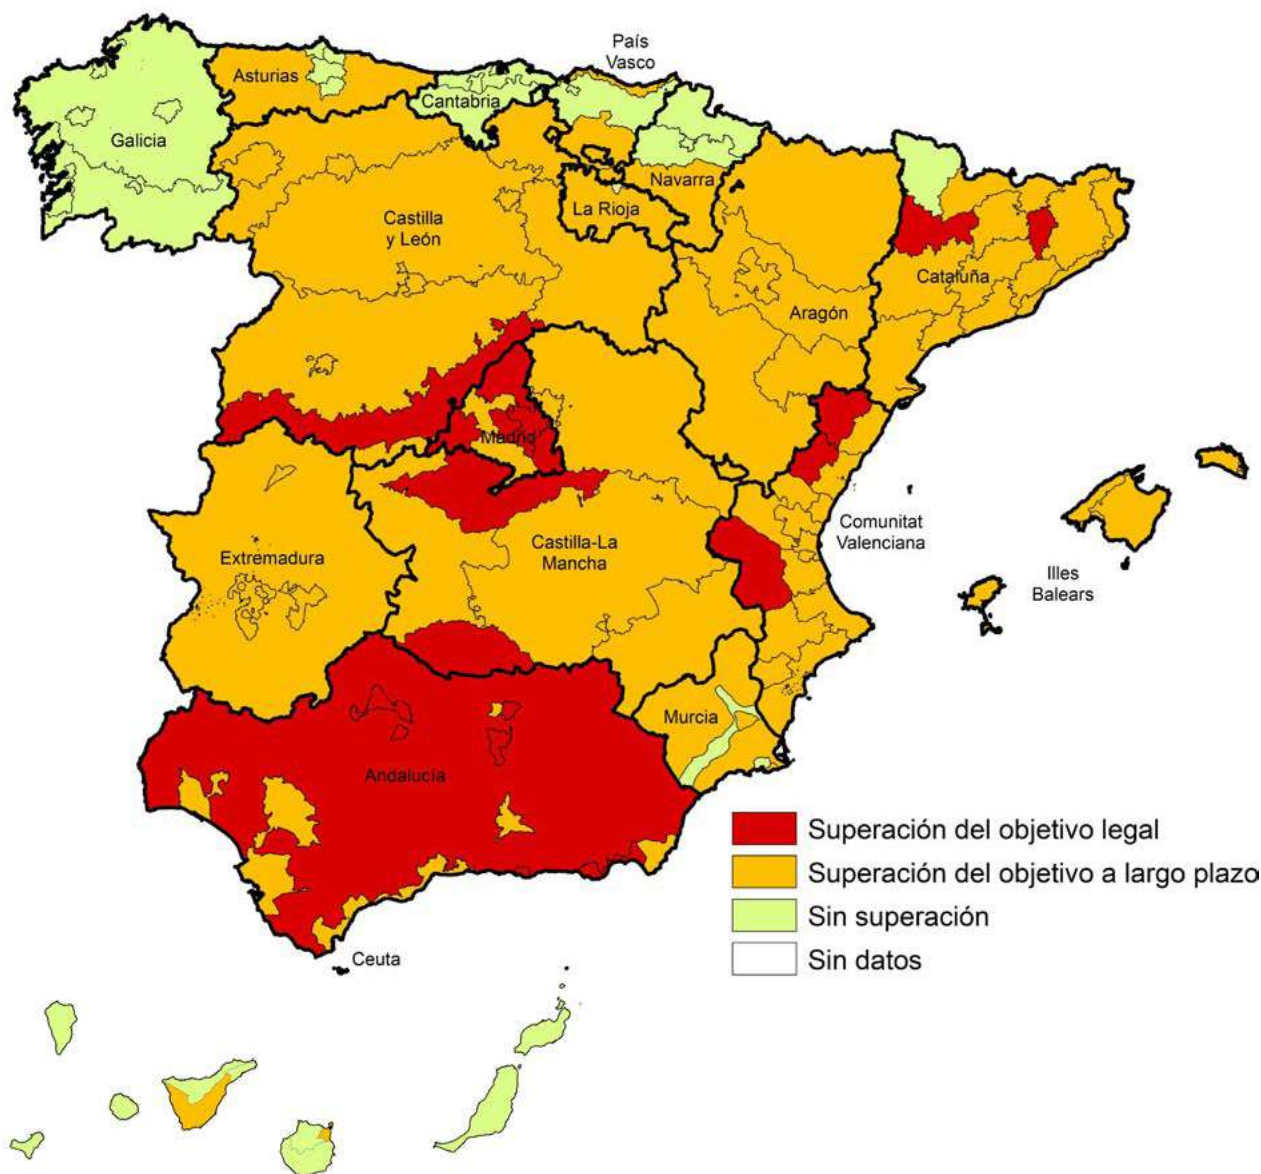 País
Vasco
Asturias
Cantabria
Galicia
Navarra
La Rioja
Castilla
y León
Cataluña
Aragón
Madrid
Comunitat
Valenciana
Castilla-La
Mancha
Extremadura
Illes
Balears
Murcia
Andalucía
Superación del objetivo legal
Superación del objetivo a largo plazo
Sin superación
Sin datos
Ceuta